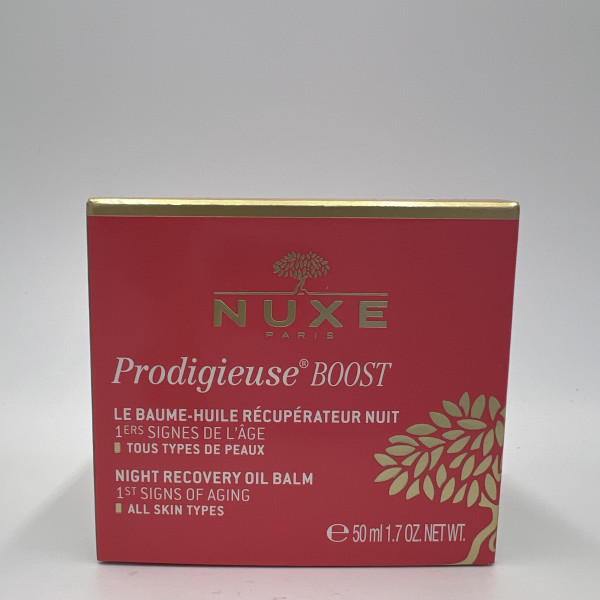 NUXE
PARIS
Prodigieuse® BOOST
LE BAUME-HUILE RÉCUPÉRATEUR NUIT
1ERS SIGNES DE L'ÂGE
TOUS TYPES DE PEAUX
NIGHT RECOVERY OIL BALM
1ST SIGNS OF AGING
ALL SKIN TYPES
℮ 50 ml 1.7 OZ. NET WT.